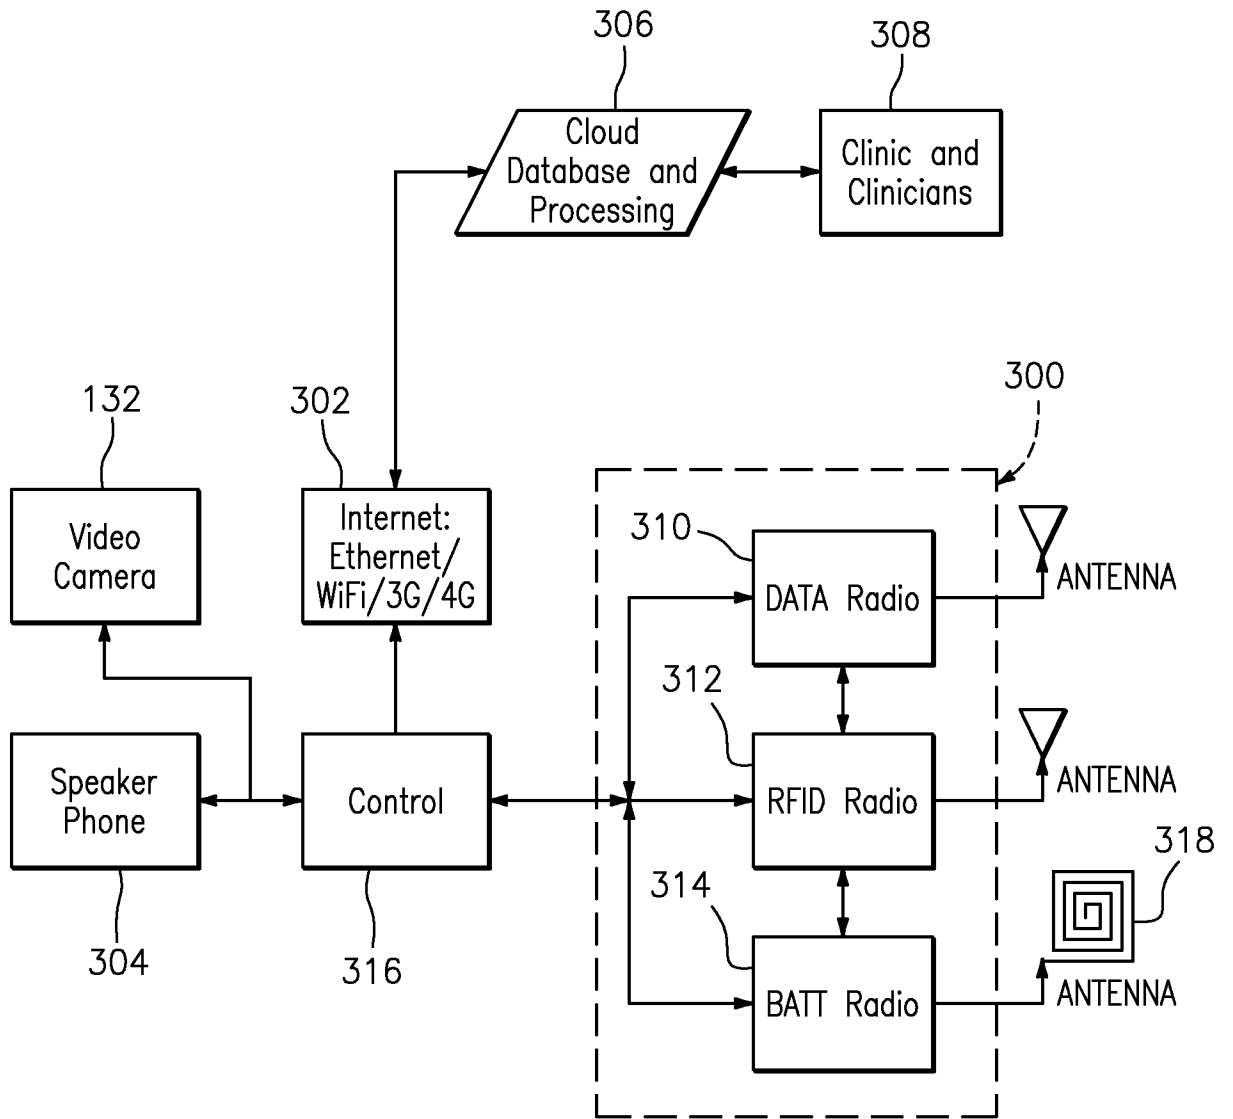 306
308
Cloud
Database and
Processing
Clinic and
Clinicians
300
132
302
Video
Camera
Internet:
Ethernet/
WiFi/3G/4G
310
DATA Radio
ANTENNA
312
Speaker
Phone
Control
RFID Radio
ANTENNA
318
314
304
316
BATT Radio
ANTENNA